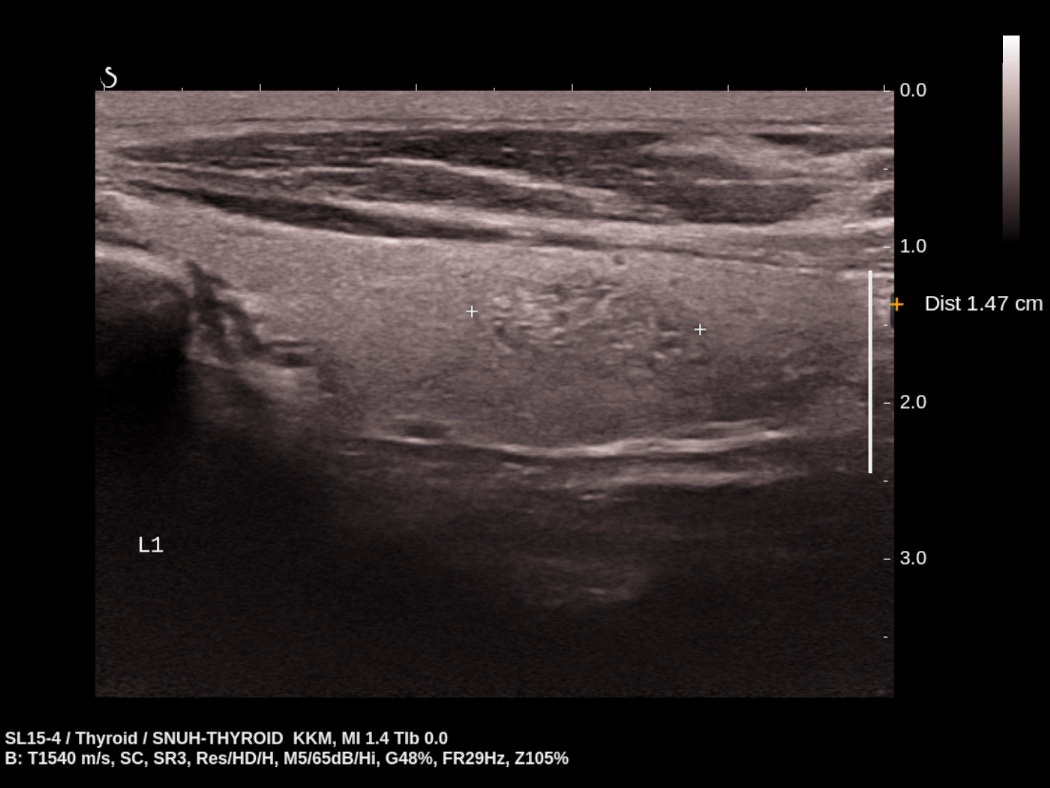 S
0.0
1.0
Dist 1.47 cm
2.0
L1
3.0
SL15-4 / Thyroid / SNUH-THYROID KKM, MI 1.4 TIb 0.0
B: T1540 m/s, SC, SR3, Res/HD/H, M5/65dB/Hi, G48%, FR29Hz, Z105%